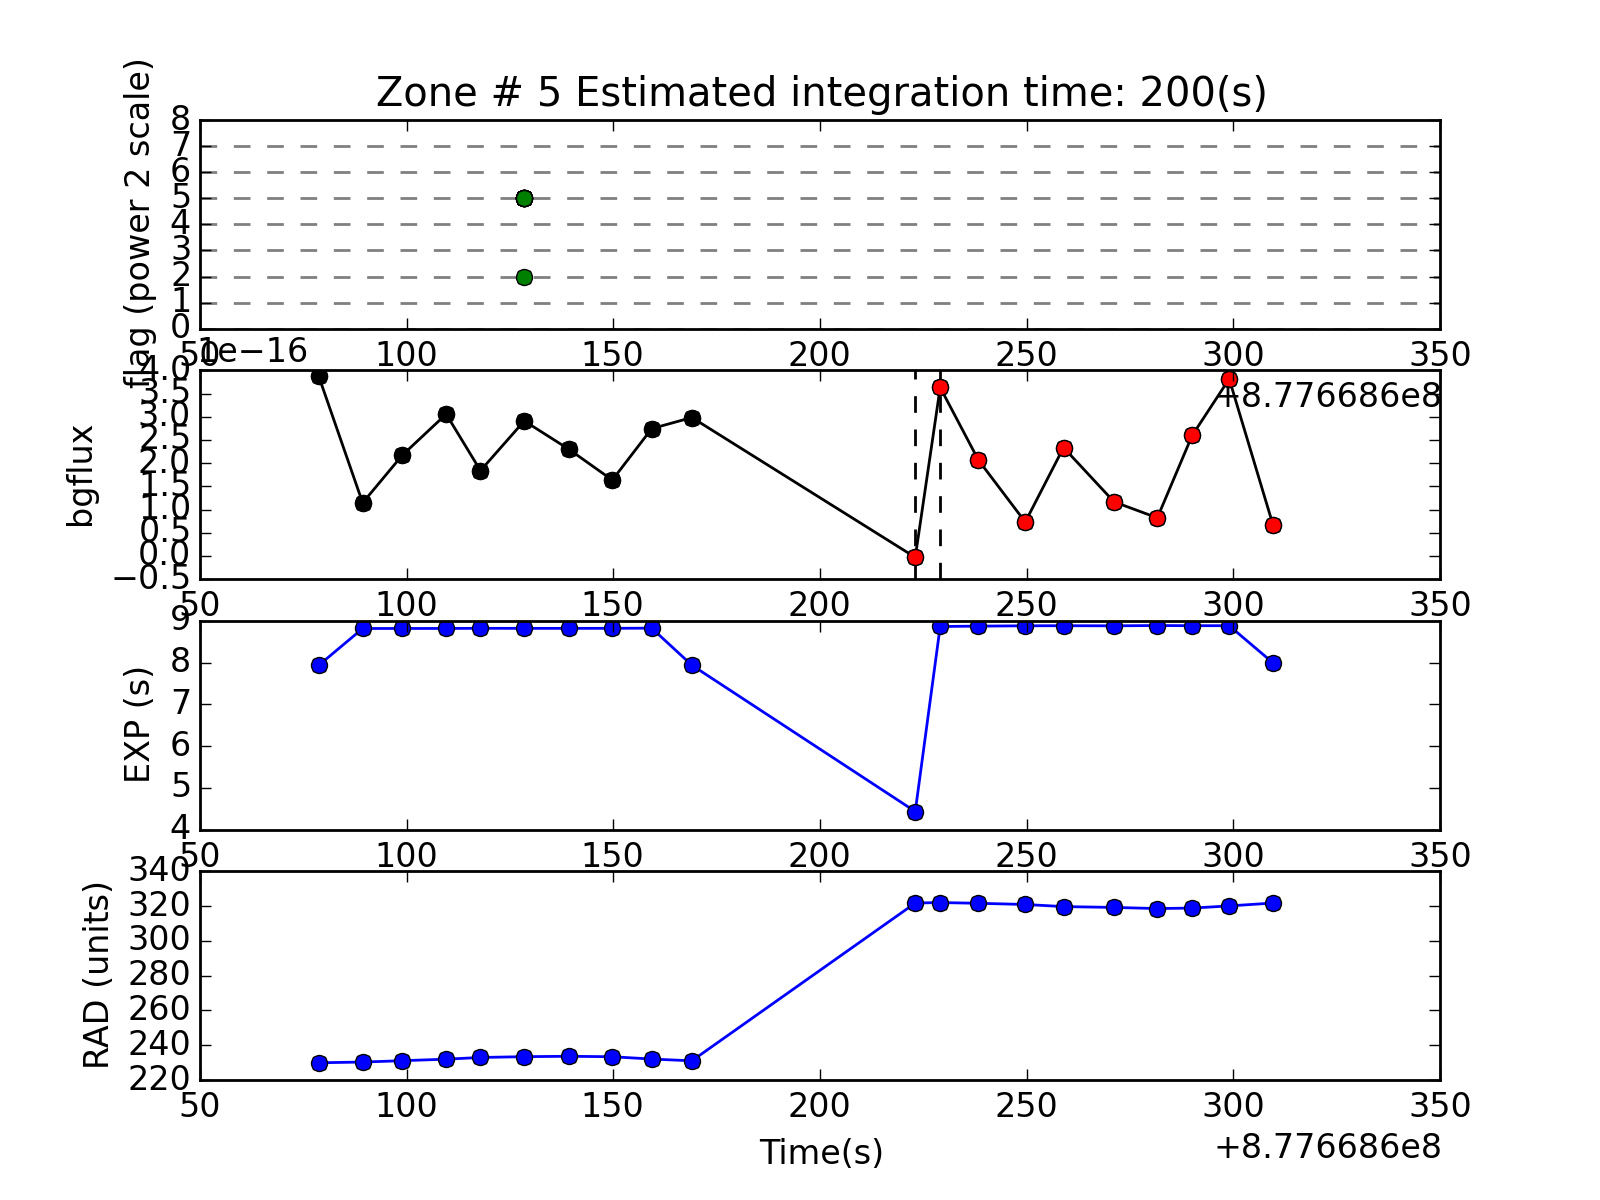 Zone # 5 Estimated integration time: 200(s)
flag (power 2 scale)
8
7
6
5
4
3
2
1
0
50 100 150 200 250 300 350
1e−16
+8.776686e8
bgflux
4.0
3.5
3.0
2.5
2.0
1.5
1.0
0.5
0.0
−0.5
50 100 150 200 250 300 350
EXP (s)
9
8
7
6
5
4
50 100 150 200 250 300 350
RAD (units)
340
320
300
280
260
240
220
50 100 150 200 250 300 350
Time(s)
+8.776686e8